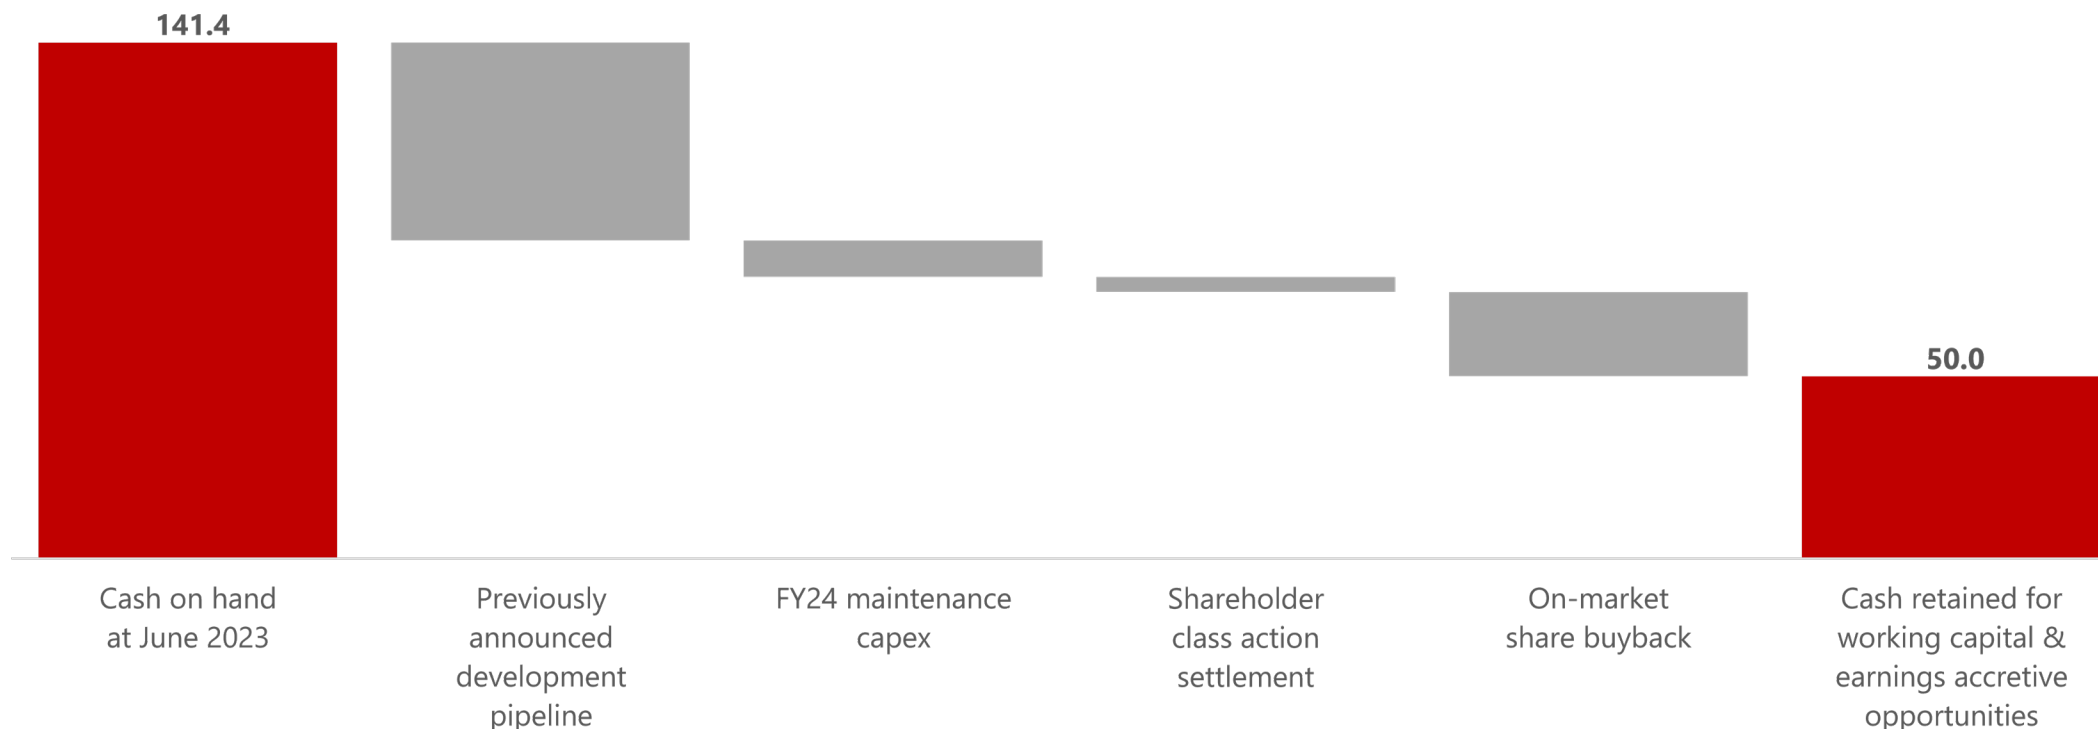 141.4
50.0
Cash on hand
at June 2023
Previously
announced
development
pipeline
FY24 maintenance
capex
Shareholder
class action
settlement
On-market
share buyback
Cash retained for
working capital &
earnings accretive
opportunities